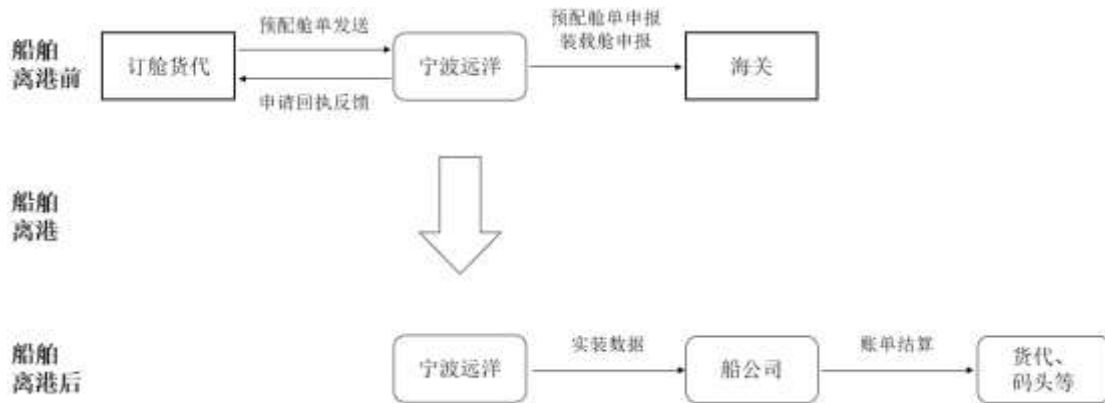 船舶
离港前
订舱货代
预配舱单发送
申请回执反馈
宁波远洋
预配舱单申报
装载舱申报
海关
船舶
离港
船舶
离港后
宁波远洋
实装数据
船公司
账单结算
货代、
码头等